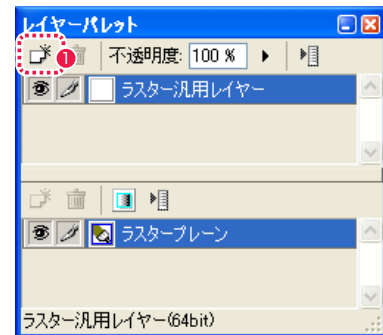 レイヤーパレット
1
不透明度: 100 %
ラスター汎用レイヤー
ラスタープレーン
ラスター汎用レイヤー(64bit)